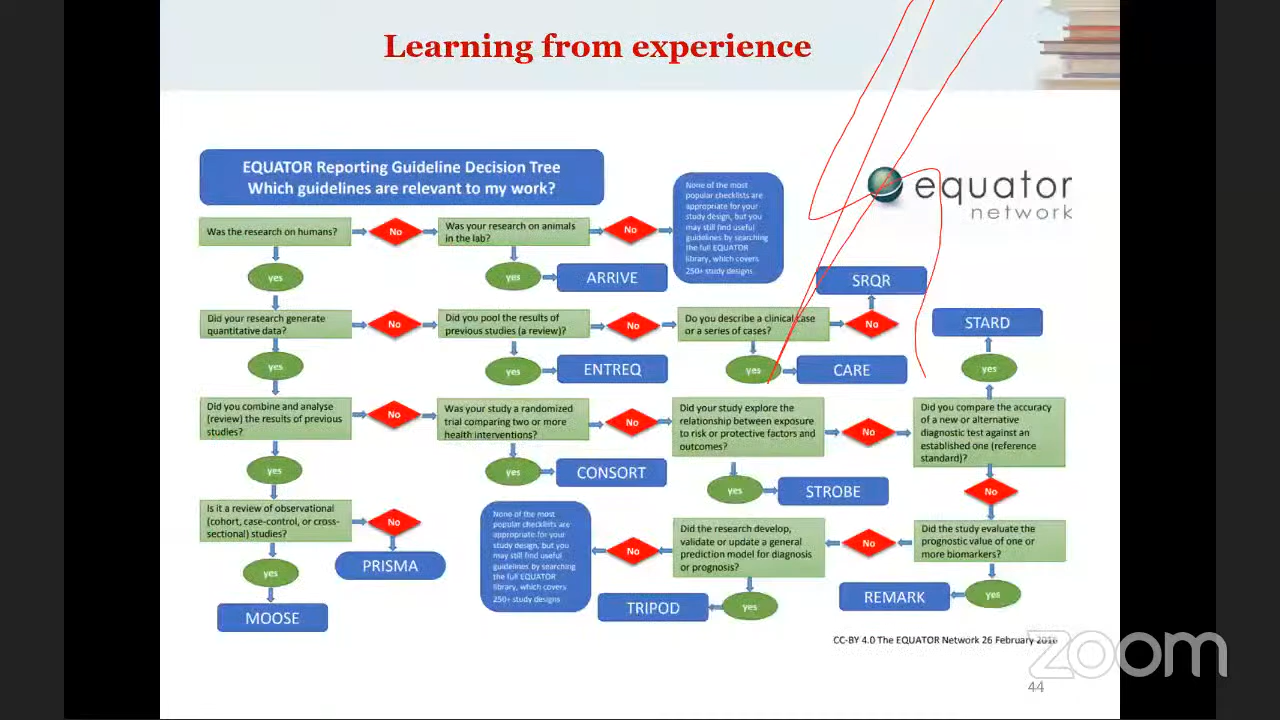 Learning from experience
EQUATOR Reporting Guideline Decision Tree
Which guidelines are relevant to my work?
equator
network
Was the research on humans?
No
Was your research on animals
in the lab?
No
None of the most
popular checklists are
appropriate for your
study design, but you
may still find useful
guidelines by searching
the full EQUATOR
library, which covers
250+ study designs
yes
yes
ARRIVE
SRQR
Did your research generate
quantitative data?
No
Did you pool the results of
previous studies (a review)?
No
Do you describe a clinical case
or a series of cases?
No
STARD
yes
yes
ENTREQ
yes
CARE
yes
Did you combine and analyse
(review) the results of previous
studies?
No
Was your study a randomized
trial comparing two or more
health interventions?
No
Did your study explore the
relationship between exposure
to risk or protective factors and
outcomes?
No
Did you compare the accuracy
of a new or alternative
diagnostic test against an
established one (reference
standard)?
yes
yes
CONSORT
yes
STROBE
No
Is it a review of observational
(cohort, case-control, or cross-
sectional) studies?
No
PRISMA
None of the most
popular checklists are
appropriate for your
study design, but you
may still find useful
guidelines by searching
the full EQUATOR
library, which covers
250+ study designs
No
Did the research develop,
validate or update a general
prediction model for diagnosis
or prognosis?
No
Did the study evaluate the
prognostic value of one or
more biomarkers?
yes
MOOSE
TRIPOD
yes
REMARK
yes
CC-BY 4.0 The EQUATOR Network 26 February 2016
zoom
44